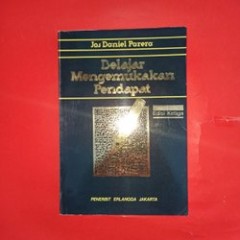 Jos Daniel Parera
Belajar
Mengemukakan
Pendapat
Edisi Ketiga
PENERBIT ERLANGGA JAKARTA